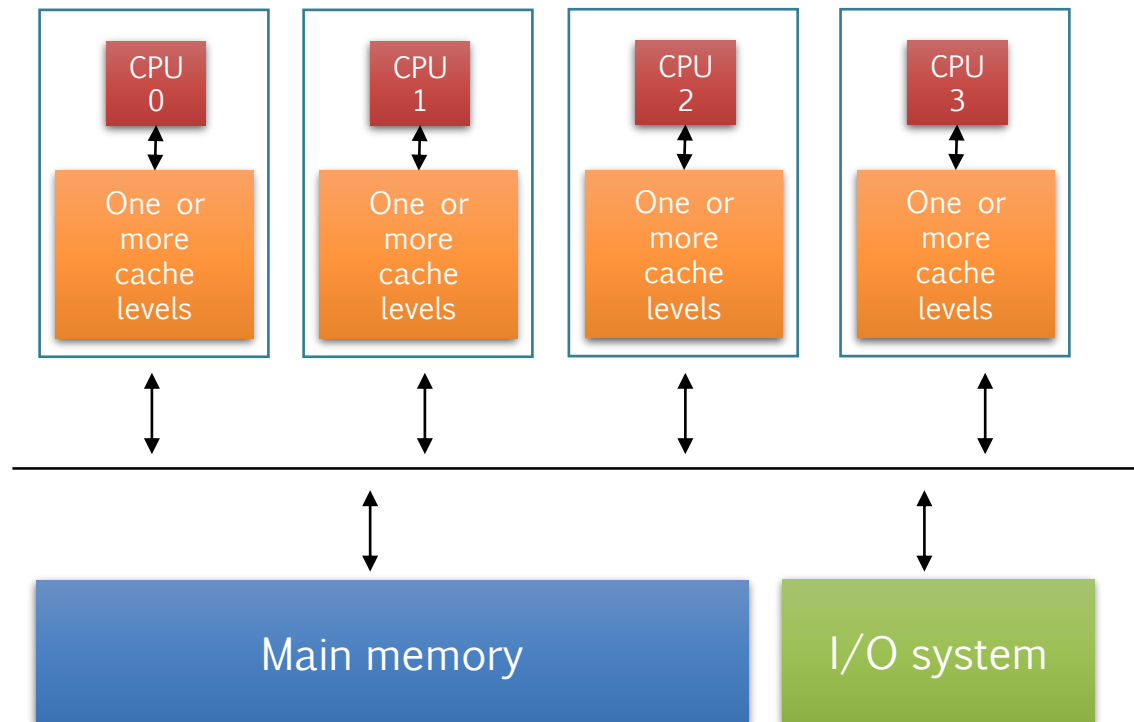 CPU
0
CPU
1
CPU
2
CPU
3
One or
more
cache
levels
One or
more
cache
levels
One or
more
cache
levels
One or
more
cache
levels
Main memory
I/O system